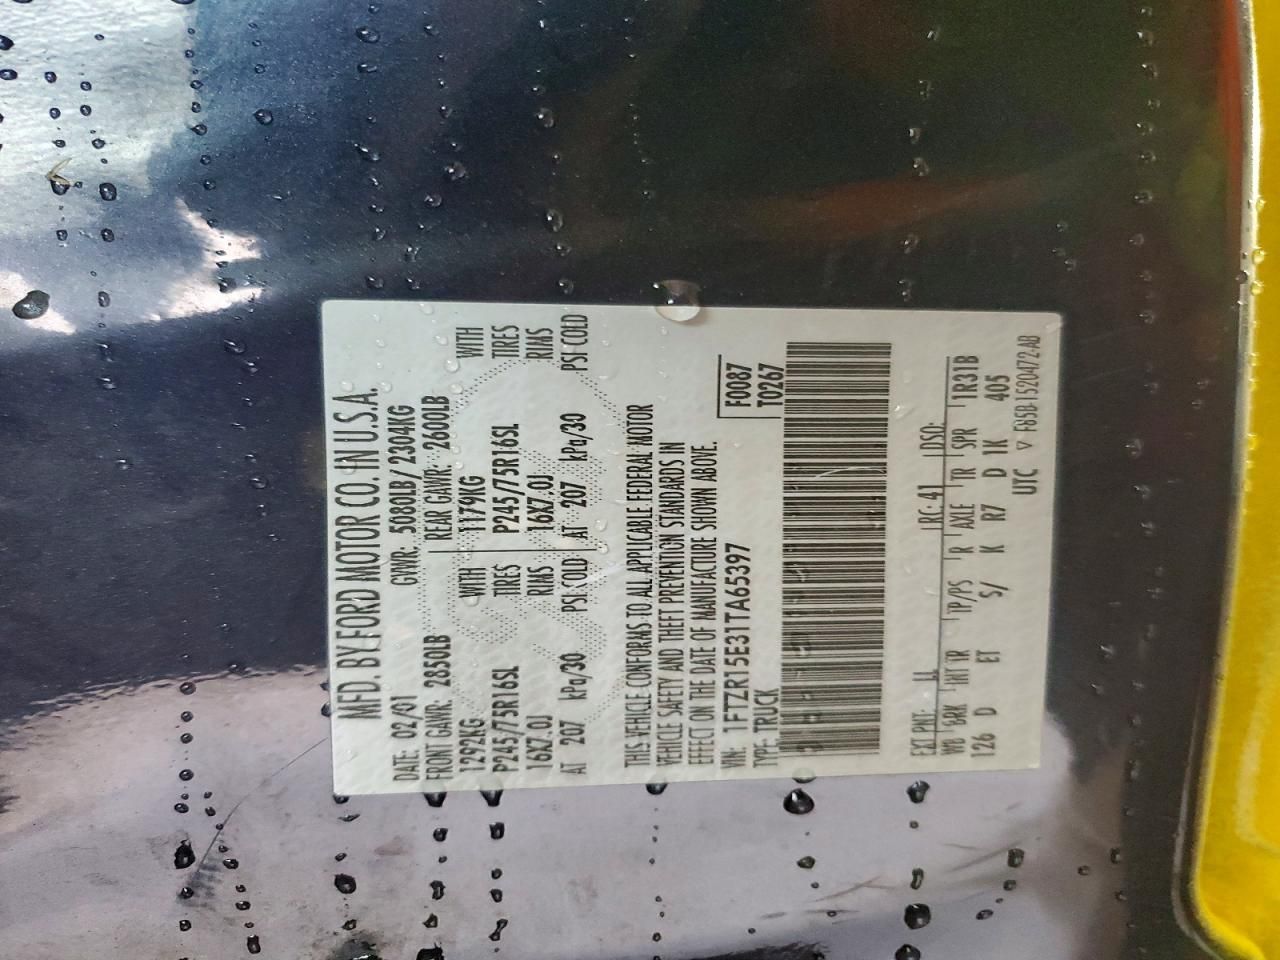 MFD. BY FORD MOTOR CO. IN U.S.A.
DATE: 02/01 GVWR: 5080LB/ 2304KG
FRONT GAWR: 2850LB REAR GAWR: 2600LB
1292KG WITH 1179KG WITH
P245/75R16SL TIRES P245/75R16SL TIRES
16X7.0J RIMS 16X7.0J RIMS
AT 207 kPa/30 PSI COLD AT 207 kPa/30 PSI COLD
THIS VEHICLE CONFORMS TO ALL APPLICABLE FEDERAL MOTOR
VEHICLE SAFETY AND THEFT PREVENTION STANDARDS IN
EFFECT ON THE DATE OF MANUFACTURE SHOWN ABOVE.
VIN: 1FTZR15E31TA65397 F0087
TYPE: TRUCK T0267
EXT PNT: LL RC: 41 DSO:
WB BRK INT TR TP/PS R AXLE TR SPR 1R31B
126 D ET S/ K R7 D 1K 405
UTC ▽ F85B-1520472-AB